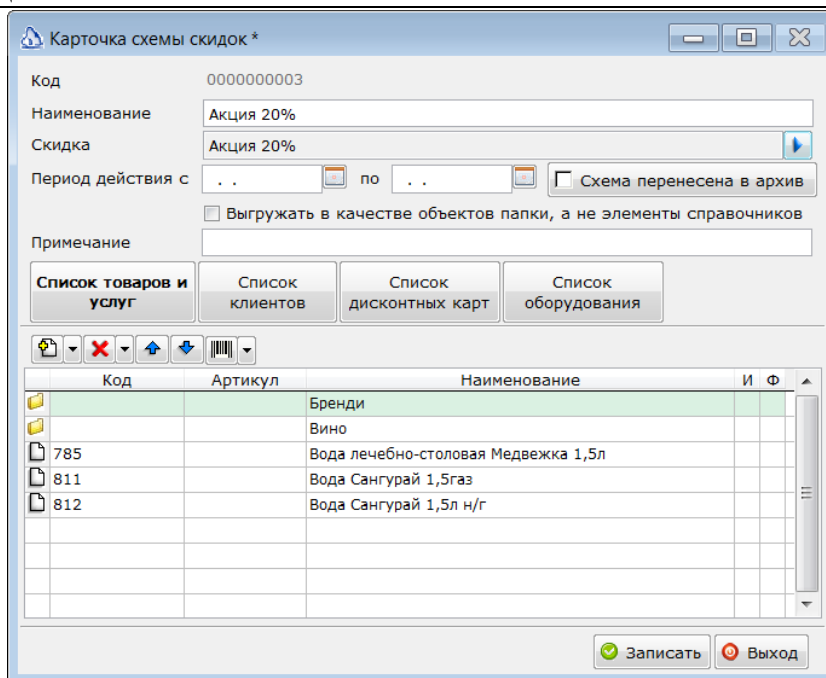 Карточка схемы скидок *
Код 0000000003
Наименование Акция 20%
Скидка Акция 20%
Период действия с . . по . . Схема перенесена в архив
Выгружать в качестве объектов папки, а не элементы справочников
Примечание
Список товаров и услуг Список клиентов Список дисконтных карт Список оборудования
Код Артикул Наименование И Ф
Бренди
Вино
785 Вода лечебно-столовая Медвежка 1,5л
811 Вода Сангурай 1,5газ
812 Вода Сангурай 1,5л н/г
Записать Выход